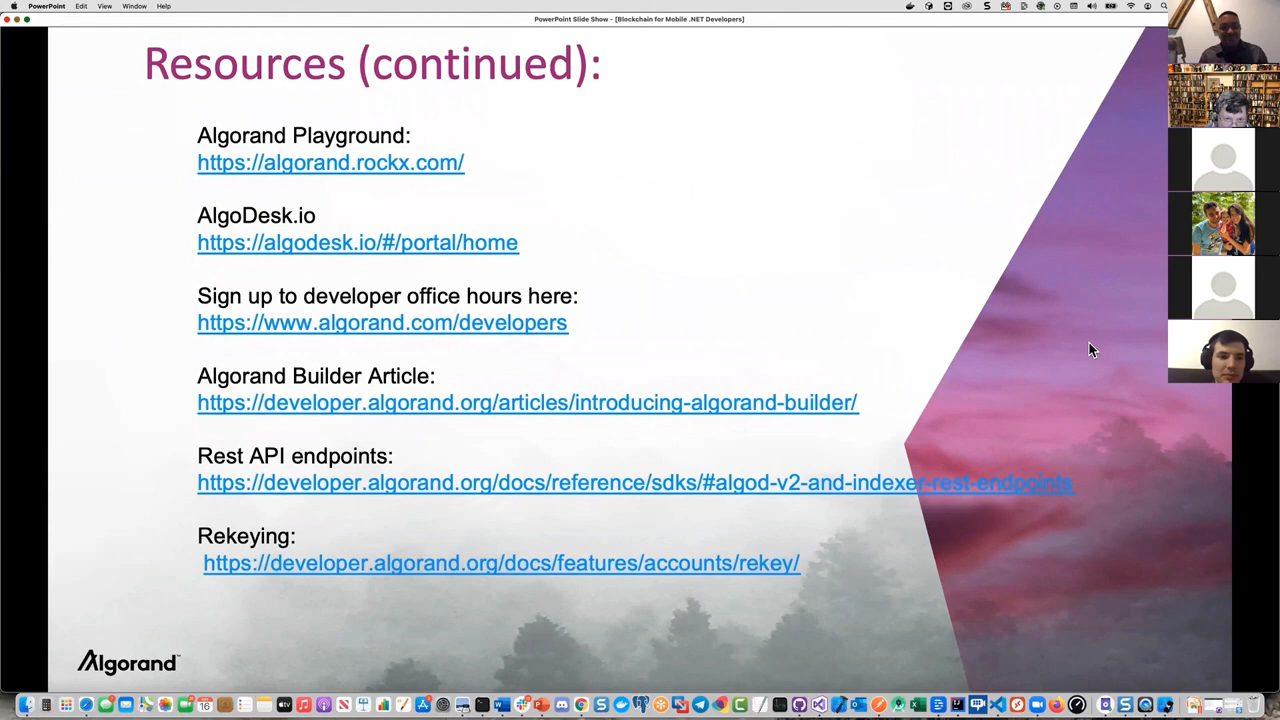 PowerPoint File Edit View Window Help
PowerPoint Slide Show - [Blockchain for Mobile .NET Developers]
Resources (continued):
Algorand Playground:
https://algorand.rockx.com/
AlgoDesk.io
https://algodesk.io/#/portal/home
Sign up to developer office hours here:
https://www.algorand.com/developers
Algorand Builder Article:
https://developer.algorand.org/articles/introducing-algorand-builder/
Rest API endpoints:
https://developer.algorand.org/docs/reference/sdks/#algod-v2-and-indexer-rest-endpoints
Rekeying:
https://developer.algorand.org/docs/features/accounts/rekey/
Algorand